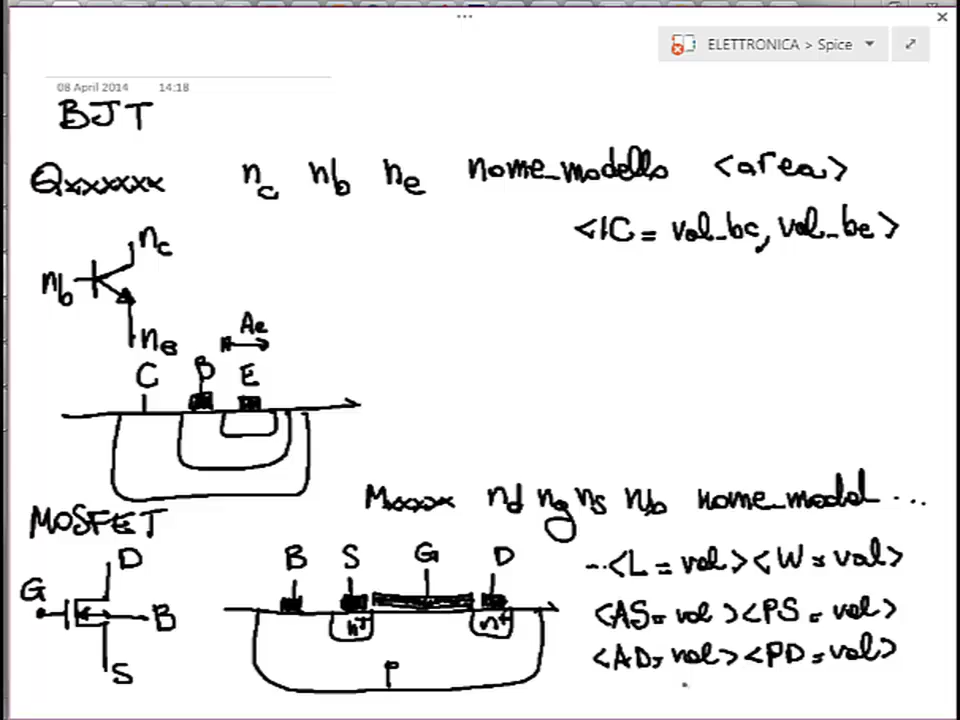 ELETTRONICA > Spice
08 April 2014 14:18
BJT
Qxxxxxx nc nb ne nome_modello <area>
<IC = val_bc, val_be>
nc
nb
ne
Ae
C B E
Mxxxx nd ng ns nb nome_model ...
MOSFET
D
G
B
S
B S G D
n+ n+
P
...<L = val> <W = val>
<AS = val> <PS = val>
<AD = val> <PD = val>